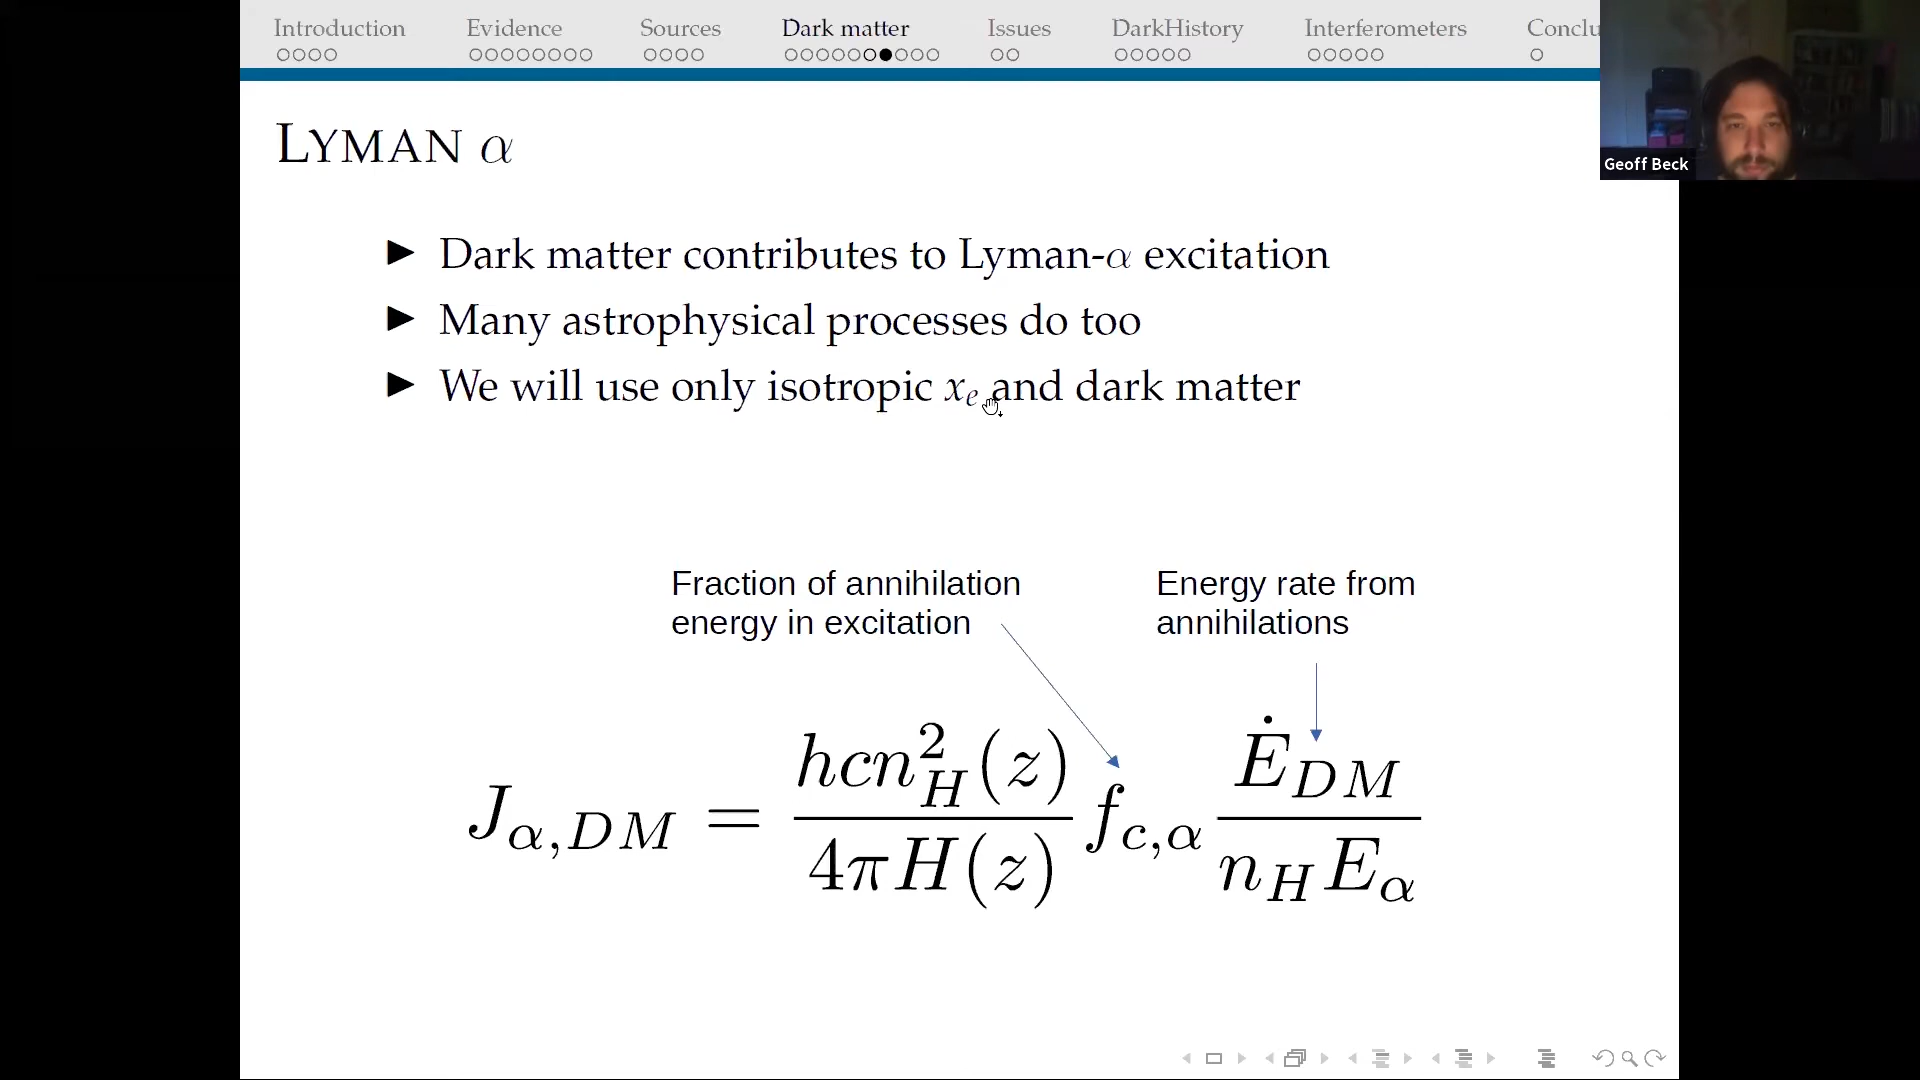 Introduction Evidence Sources Dark matter Issues DarkHistory Interferometers Conclu
Geoff Beck
LYMAN α
Dark matter contributes to Lyman-α excitation
Many astrophysical processes do too
We will use only isotropic xₑ and dark matter
Fraction of annihilation
energy in excitation
Energy rate from
annihilations
J_{α,DM} = \frac{hcn_H^2(z)}{4πH(z)} f_{c,α} \frac{\dot{E}_{DM}}{n_H E_α}